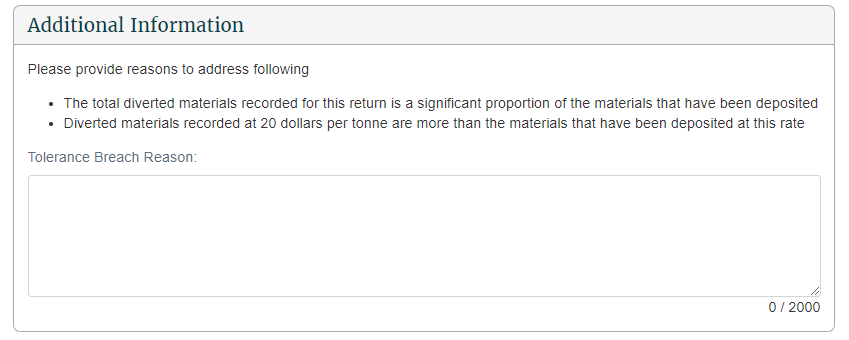 Additional Information
Please provide reasons to address following
• The total diverted materials recorded for this return is a significant proportion of the materials that have been deposited
• Diverted materials recorded at 20 dollars per tonne are more than the materials that have been deposited at this rate
Tolerance Breach Reason:
0 / 2000